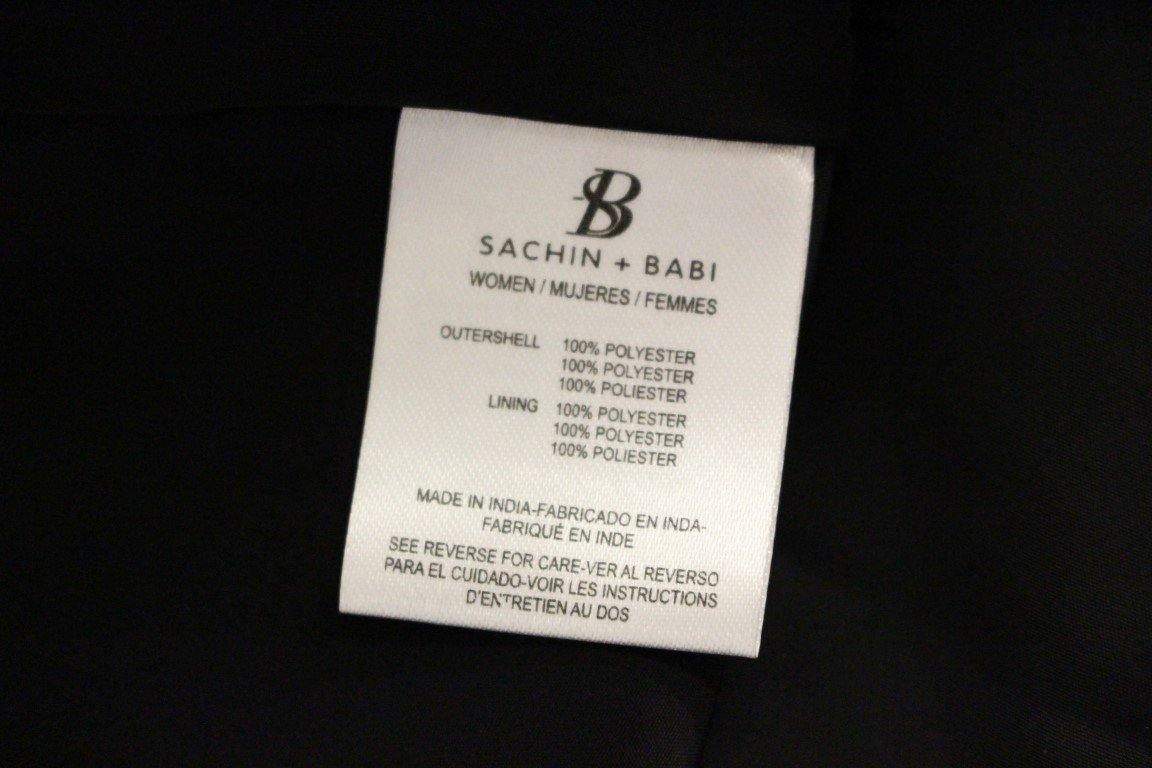 SB
SACHIN + BABI
WOMEN / MUJERES / FEMMES
OUTERSHELL 100% POLYESTER
100% POLYESTER
100% POLIESTER
LINING 100% POLYESTER
100% POLYESTER
100% POLIESTER
MADE IN INDIA-FABRICADO EN INDA-
FABRIQUÉ EN INDE
SEE REVERSE FOR CARE-VER AL REVERSO
PARA EL CUIDADO-VOIR LES INSTRUCTIONS
D'ENTRETIEN AU DOS